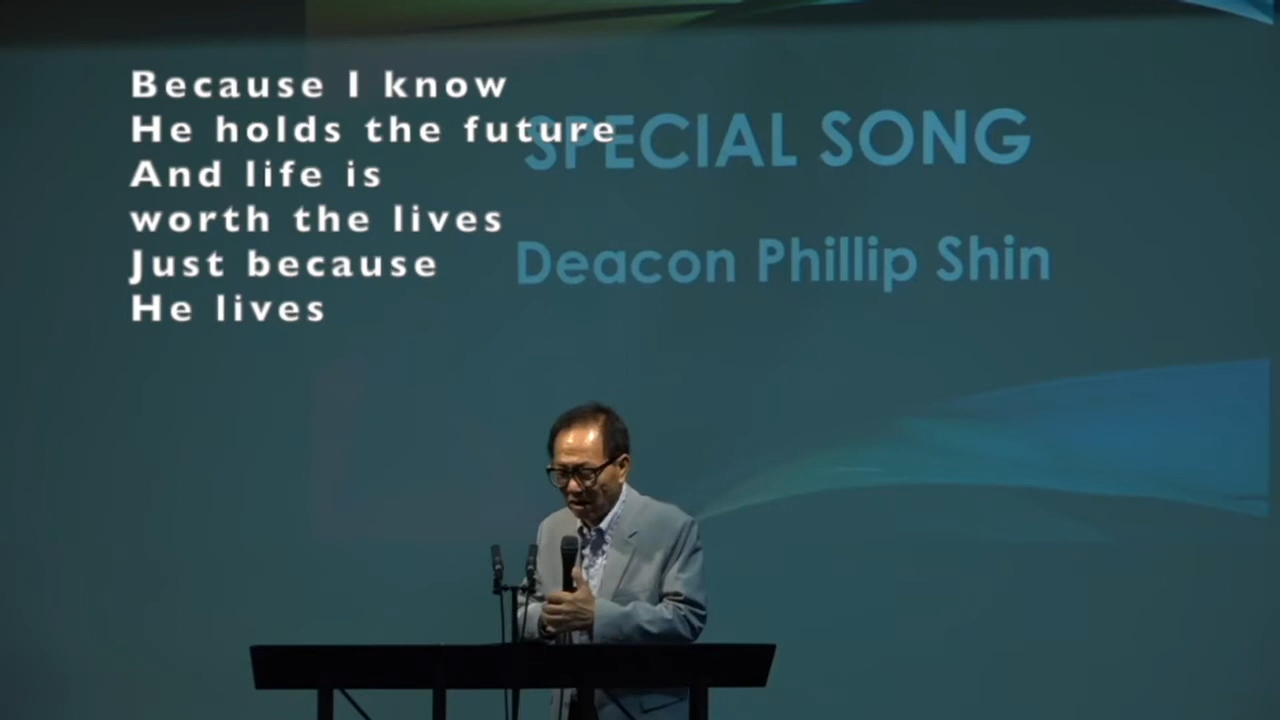 Because I know
He holds the future
And life is
worth the lives
Just because
He lives
SPECIAL SONG
Deacon Phillip Shin